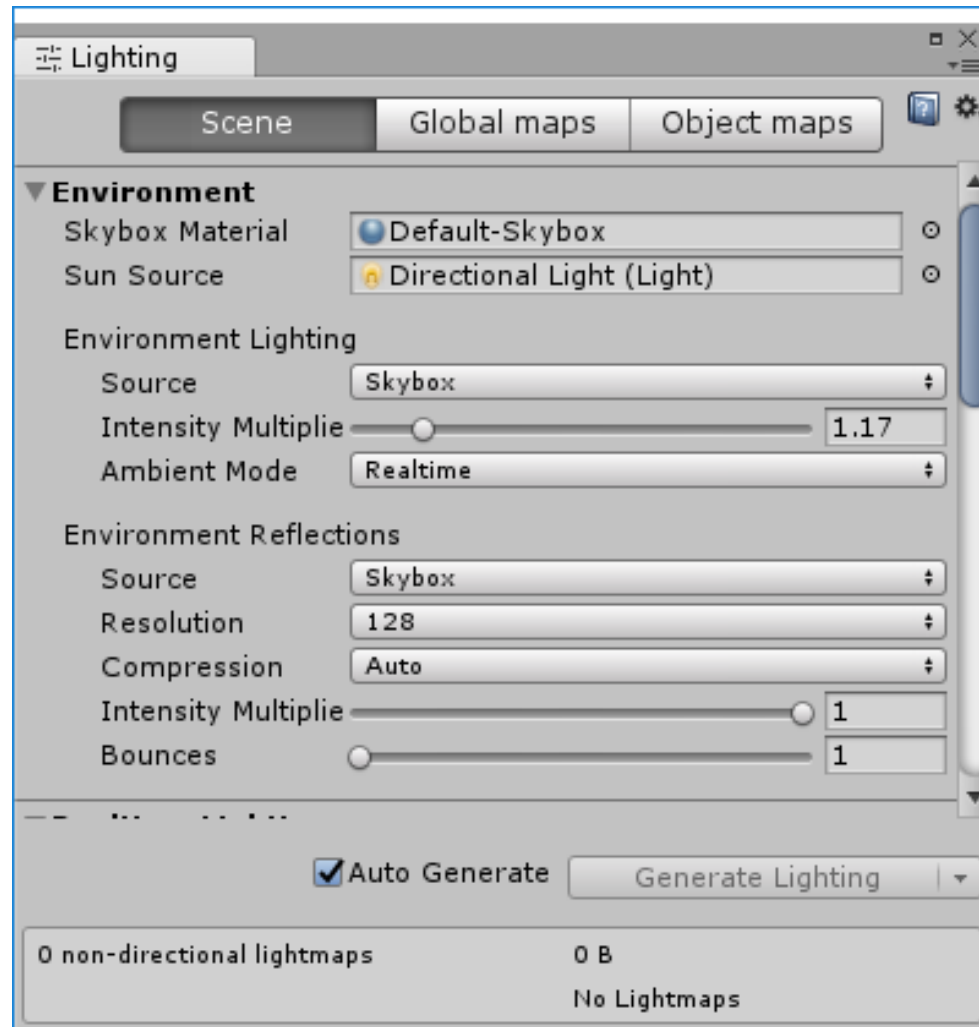 Lighting
Scene Global maps Object maps
Environment
Skybox Material Default-Skybox
Sun Source Directional Light (Light)
Environment Lighting
Source Skybox
Intensity Multiplie 1.17
Ambient Mode Realtime
Environment Reflections
Source Skybox
Resolution 128
Compression Auto
Intensity Multiplie 1
Bounces 1
Auto Generate Generate Lighting
0 non-directional lightmaps 0 B
No Lightmaps